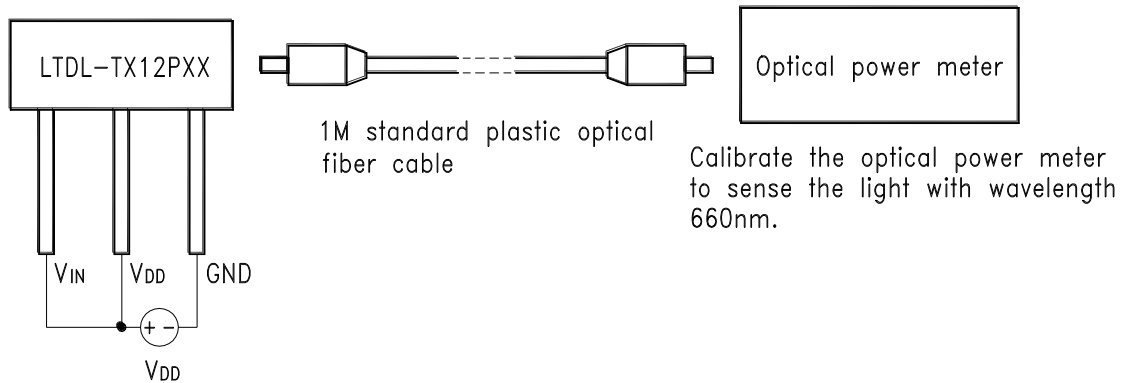 LTDL-TX12PXX
Optical power meter
1M standard plastic optical
fiber cable
Calibrate the optical power meter
to sense the light with wavelength
660nm.
VIN
VDD
GND
+ -
VDD